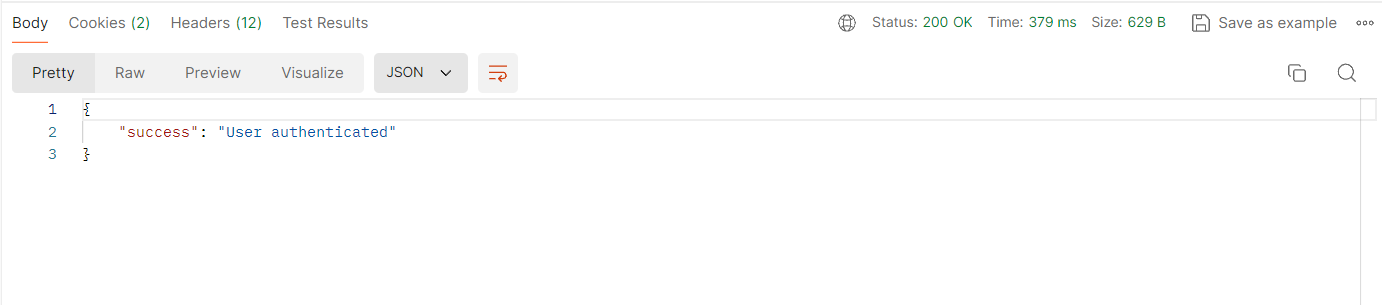 Body Cookies (2) Headers (12) Test Results Status: 200 OK Time: 379 ms Size: 629 B Save as example
Pretty Raw Preview Visualize JSON
1 {
2 "success": "User authenticated"
3 }